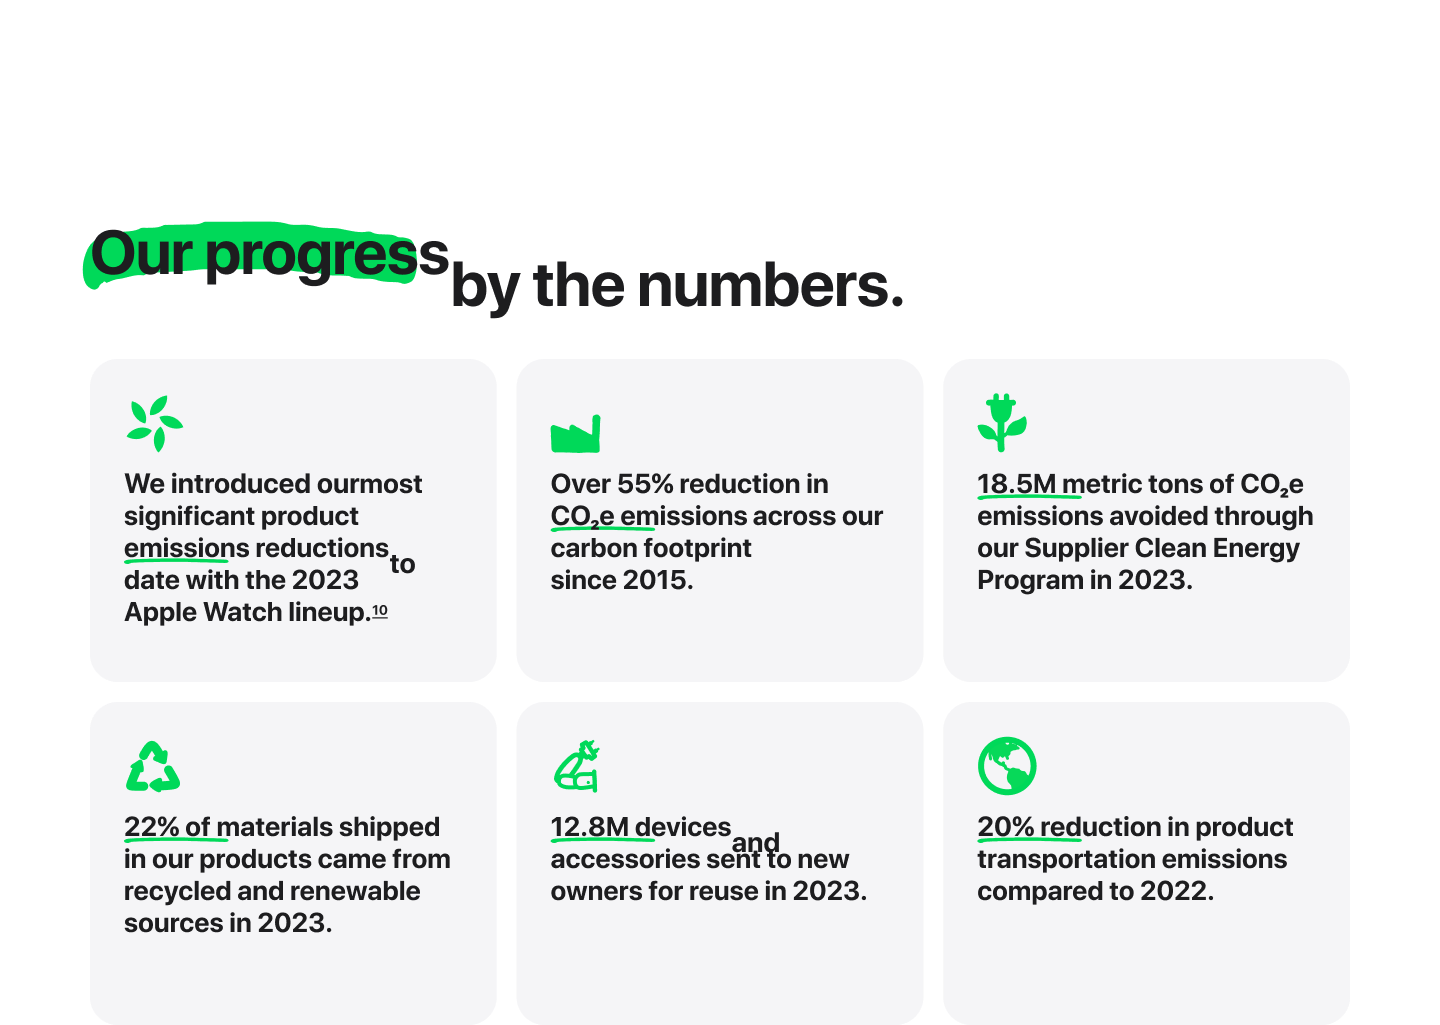 Our progress by the numbers.
We introduced ourmost
significant product
emissions reductions to
date with the 2023
Apple Watch lineup.10
Over 55% reduction in
CO₂e emissions across our
carbon footprint
since 2015.
18.5M metric tons of CO₂e
emissions avoided through
our Supplier Clean Energy
Program in 2023.
22% of materials shipped
in our products came from
recycled and renewable
sources in 2023.
12.8M devices and
accessories sent to new
owners for reuse in 2023.
20% reduction in product
transportation emissions
compared to 2022.